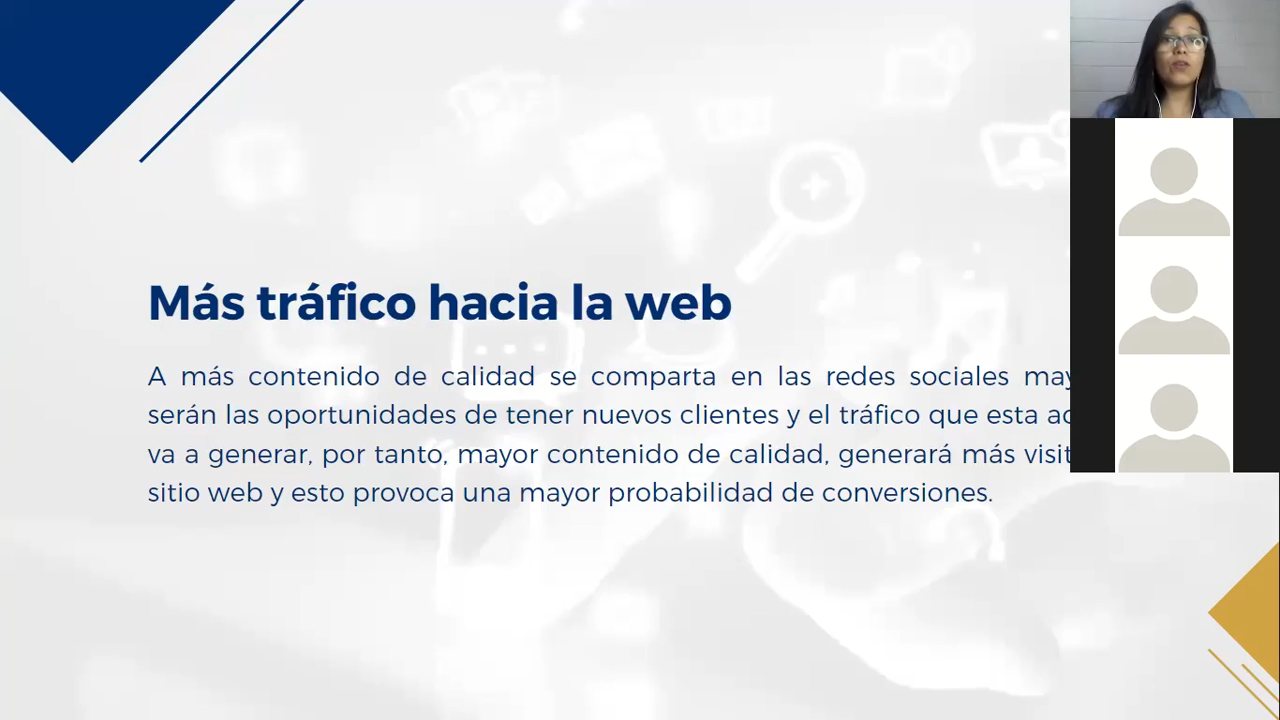 Más tráfico hacia la web
A más contenido de calidad se comparta en las redes sociales
serán las oportunidades de tener nuevos clientes y el tráfico que esta
va a generar, por tanto, mayor contenido de calidad, generará más
sitio web y esto provoca una mayor probabilidad de conversiones.